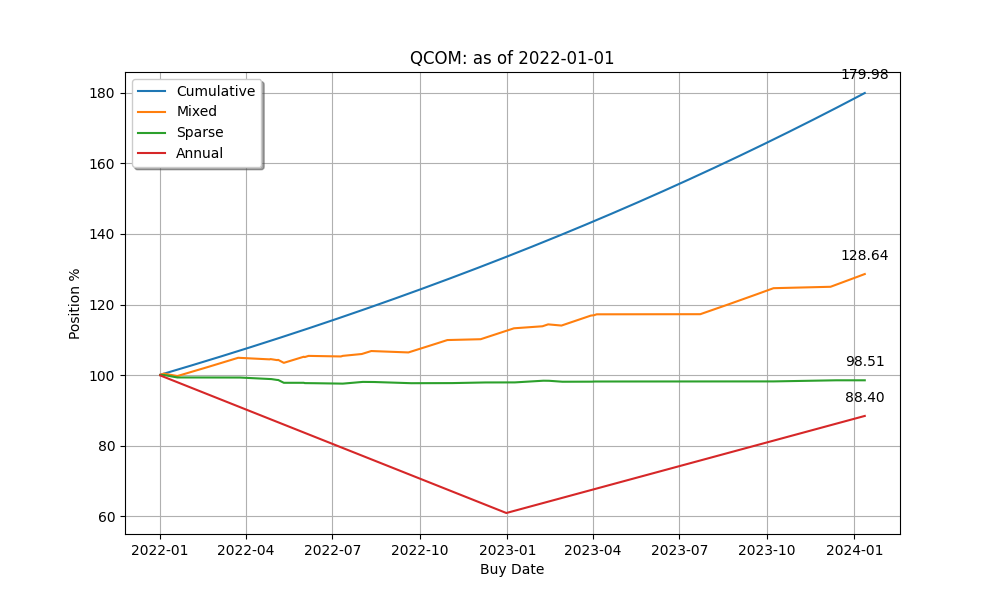 QCOM: as of 2022-01-01
179.98
180
Cumulative
Mixed
Sparse
Annual
160
140
128.64
120
100
98.51
88.40
80
60
Position %
2022-01 2022-04 2022-07 2022-10 2023-01 2023-04 2023-07 2023-10 2024-01
Buy Date